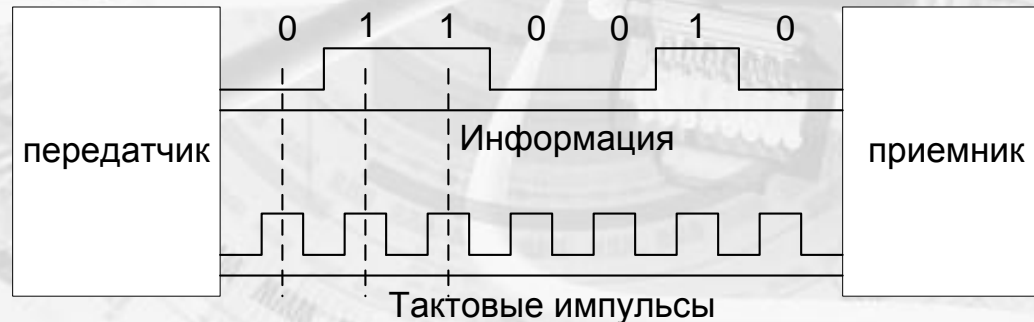 0 1 1 0 0 1 0
передатчик
Информация
приемник
Тактовые импульсы